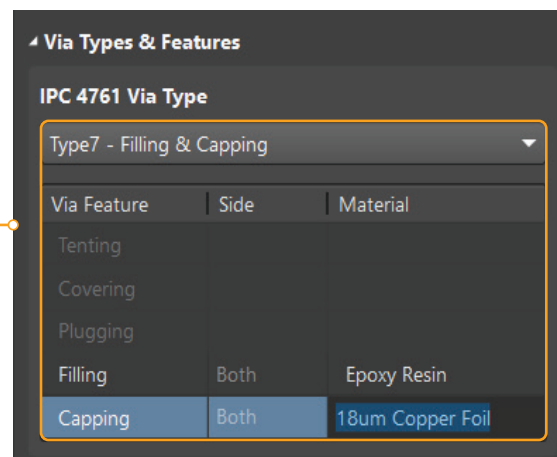 Via Types & Features
IPC 4761 Via Type
Type7 - Filling & Capping
Via Feature Side Material
Tenting
Covering
Plugging
Filling Both Epoxy Resin
Capping Both 18um Copper Foil